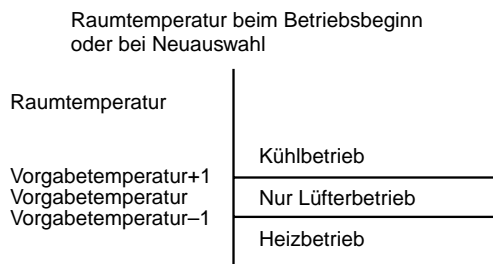 Raumtemperatur beim Betriebsbeginn
oder bei Neuauswahl
Raumtemperatur
Kühlbetrieb
Vorgabetemperatur+1
Vorgabetemperatur
Nur Lüfterbetrieb
Vorgabetemperatur–1
Heizbetrieb